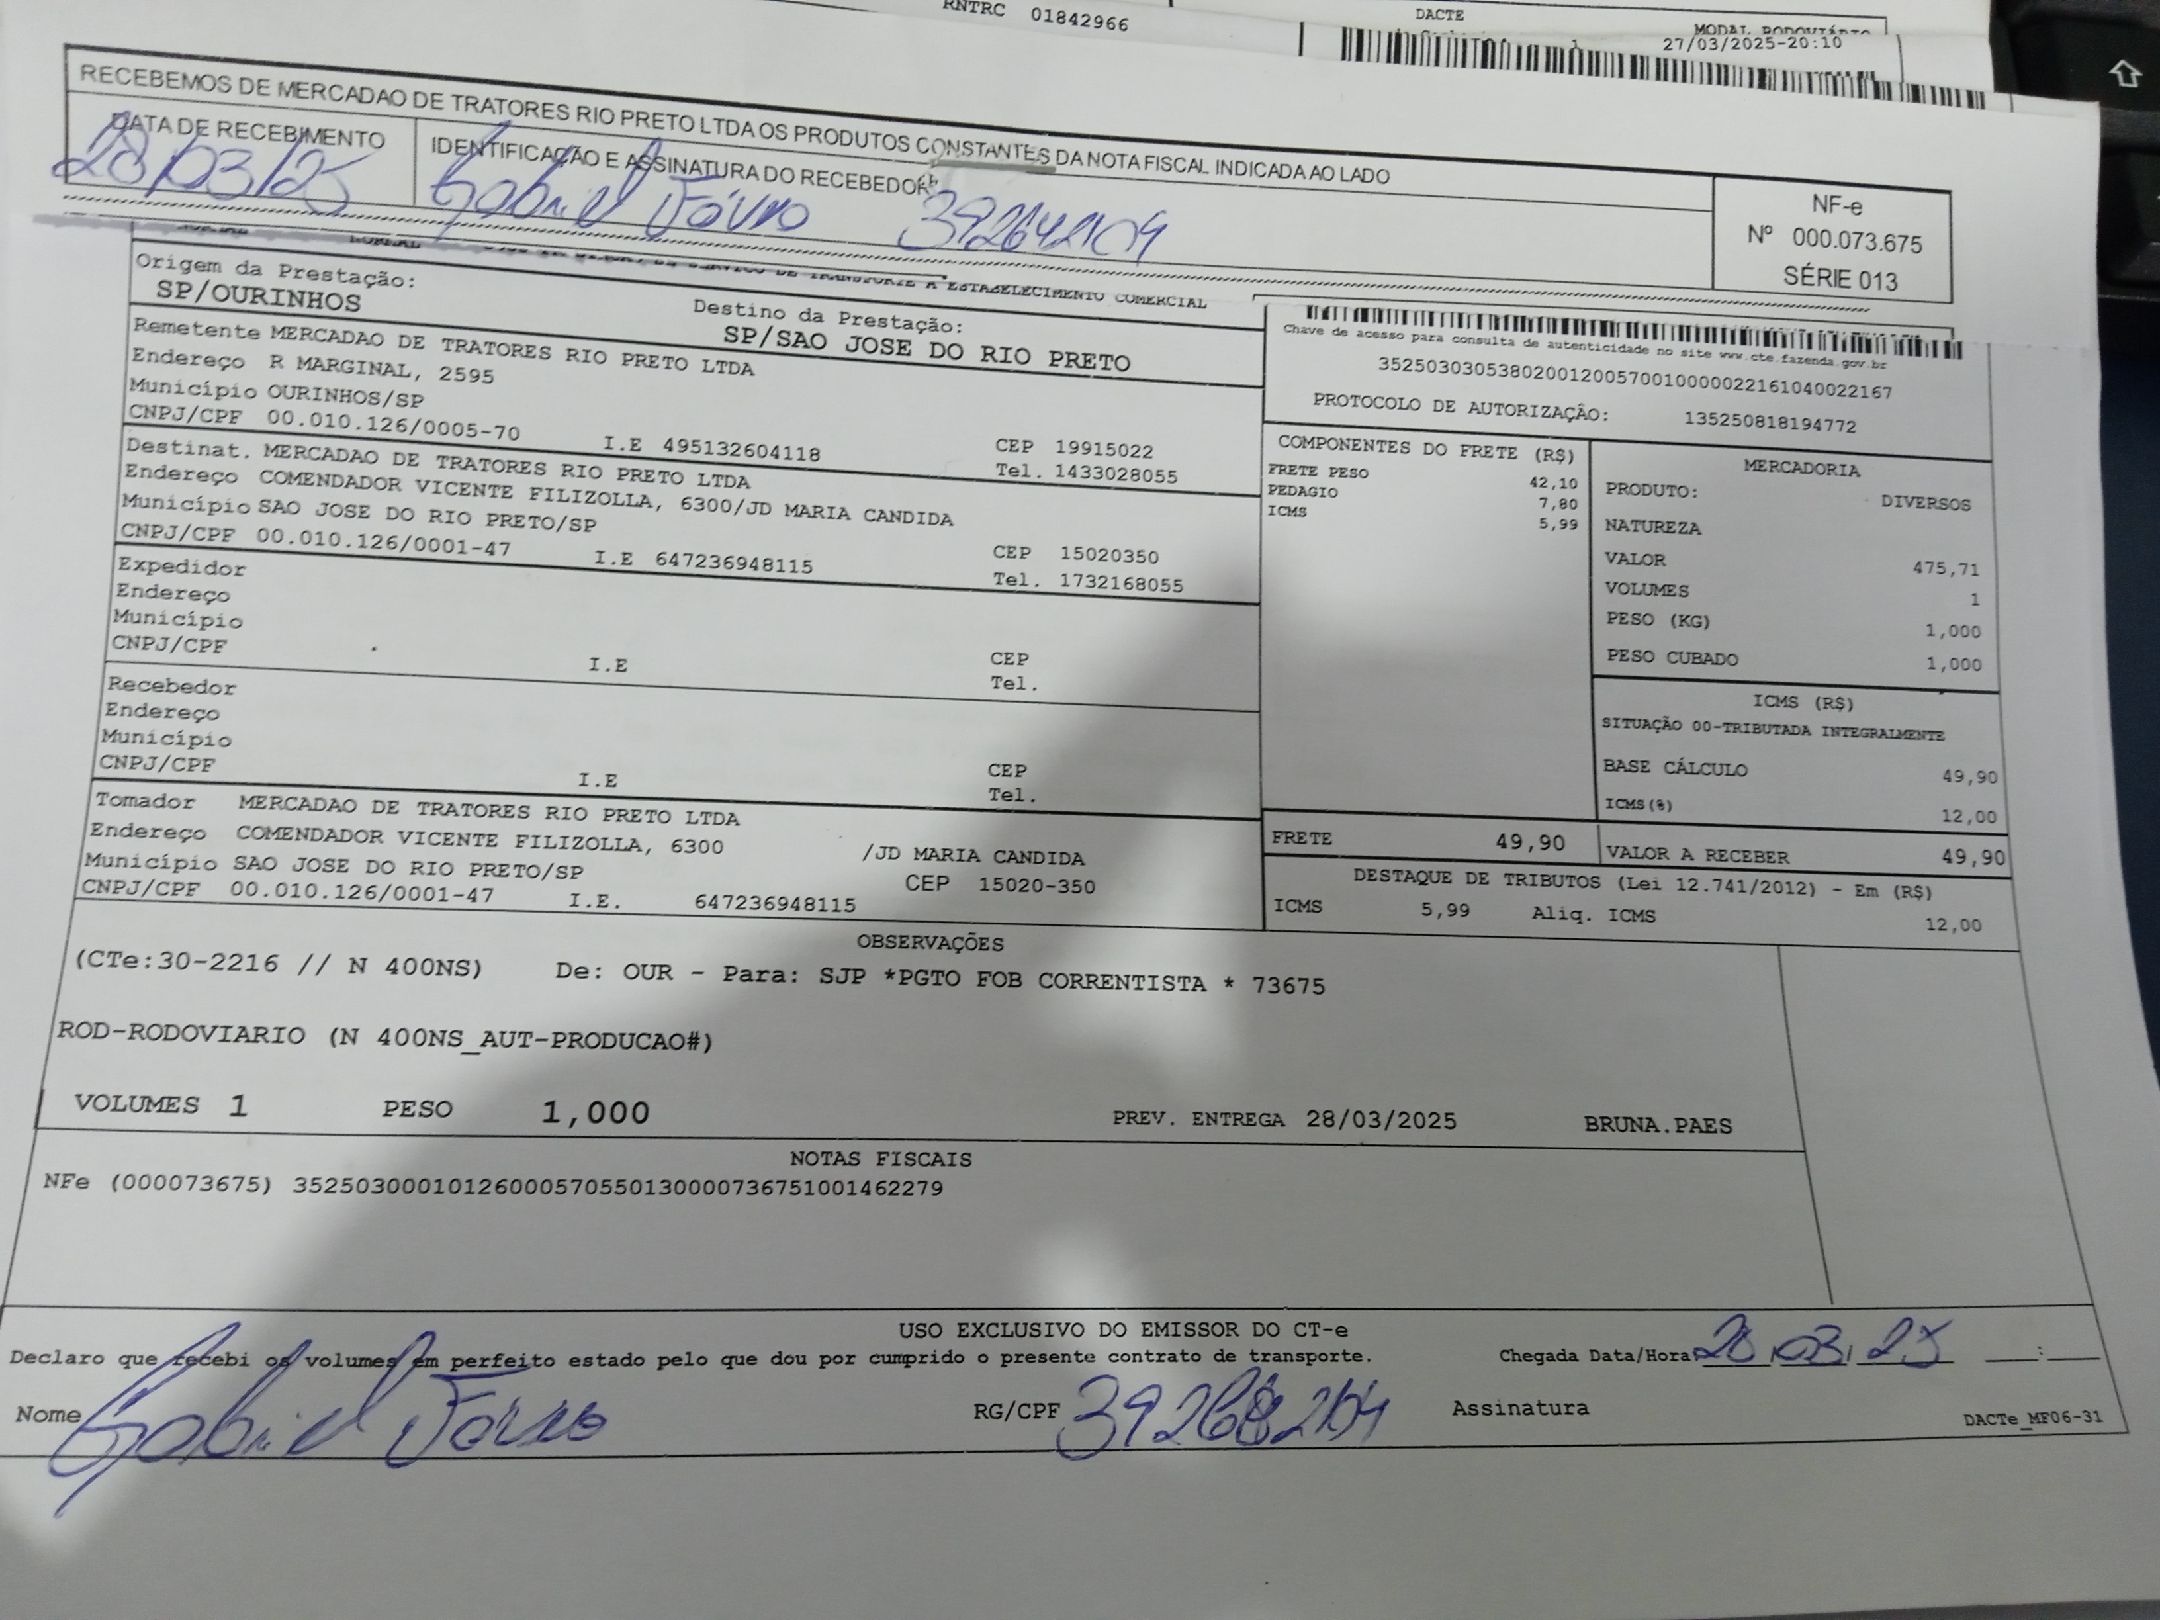 RNTRC 01842966
DACTE
MODAL RODOVIÁRIO
27/03/2025-20:10
RECEBEMOS DE MERCADAO DE TRATORES RIO PRETO LTDA OS PRODUTOS CONSTANTES DA NOTA FISCAL INDICADA AO LADO
DATA DE RECEBIMENTO
28/03/25
IDENTIFICAÇÃO E ASSINATURA DO RECEBEDOR
Gabriel
NF-e
Nº 000.073.675
SÉRIE 013
DE TRANSPORTE A ESTABELECIMENTO COMERCIAL
Origem da Prestação:
SP/OURINHOS
Destino da Prestação:
SP/SAO JOSE DO RIO PRETO
Remetente MERCADAO DE TRATORES RIO PRETO LTDA
Endereço R MARGINAL, 2595
Município OURINHOS/SP CEP 19915022
CNPJ/CPF 00.010.126/0005-70 I.E 495132604118 Tel. 1433028055
Destinat. MERCADAO DE TRATORES RIO PRETO LTDA
Endereço COMENDADOR VICENTE FILIZOLLA, 6300/JD MARIA CANDIDA
Município SAO JOSE DO RIO PRETO/SP CEP 15020350
CNPJ/CPF 00.010.126/0001-47 I.E 647236948115 Tel. 1732168055
Expedidor
Endereço
Município CEP
CNPJ/CPF I.E Tel.
Recebedor
Endereço
Município CEP
CNPJ/CPF I.E Tel.
Tomador MERCADAO DE TRATORES RIO PRETO LTDA
Endereço COMENDADOR VICENTE FILIZOLLA, 6300 /JD MARIA CANDIDA
Município SAO JOSE DO RIO PRETO/SP CEP 15020-350
CNPJ/CPF 00.010.126/0001-47 I.E. 647236948115
Chave de acesso para consulta de autenticidade no site www.cte.fazenda.gov.br
35250303053802001200570010000022161040022167
PROTOCOLO DE AUTORIZAÇÃO: 135250818194772
COMPONENTES DO FRETE (R$)
FRETE PESO 42,10
PEDAGIO 7,80
ICMS 5,99
MERCADORIA
PRODUTO: DIVERSOS
NATUREZA
VALOR 475,71
VOLUMES 1
PESO (KG) 1,000
PESO CUBADO 1,000
ICMS (R$)
SITUAÇÃO 00-TRIBUTADA INTEGRALMENTE
BASE CÁLCULO 49,90
ICMS(%) 12,00
FRETE 49,90 VALOR A RECEBER 49,90
DESTAQUE DE TRIBUTOS (Lei 12.741/2012) - Em (R$)
ICMS 5,99 Aliq. ICMS 12,00
OBSERVAÇÕES
(CTe:30-2216 // N 400NS) De: OUR - Para: SJP *PGTO FOB CORRENTISTA * 73675
ROD-RODOVIARIO (N 400NS_AUT-PRODUCAO#)
VOLUMES 1 PESO 1,000 PREV. ENTREGA 28/03/2025 BRUNA.PAES
NOTAS FISCAIS
NFe (000073675) 35250300010126000570550130000736751001462279
USO EXCLUSIVO DO EMISSOR DO CT-e
Declaro que recebi os volumes em perfeito estado pelo que dou por cumprido o presente contrato de transporte. Chegada Data/Hora 28/03/25 __:__
Nome Gabriel RG/CPF Assinatura
DACTe_MF06-31